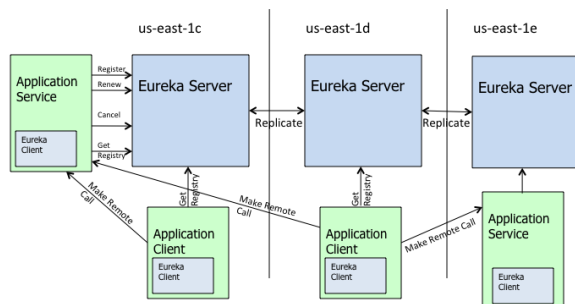 us-east-1c
us-east-1d
us-east-1e
Application
Service
Eureka
Client
Register
Renew
Cancel
Get
Registry
Eureka Server
Replicate
Eureka Server
Replicate
Eureka Server
Make Remote
Call
Get
Registry
Make Remote
Call
Get
Registry
Make Remote Call
Application
Client
Eureka
Client
Application
Client
Eureka
Client
Application
Service
Eureka
Client